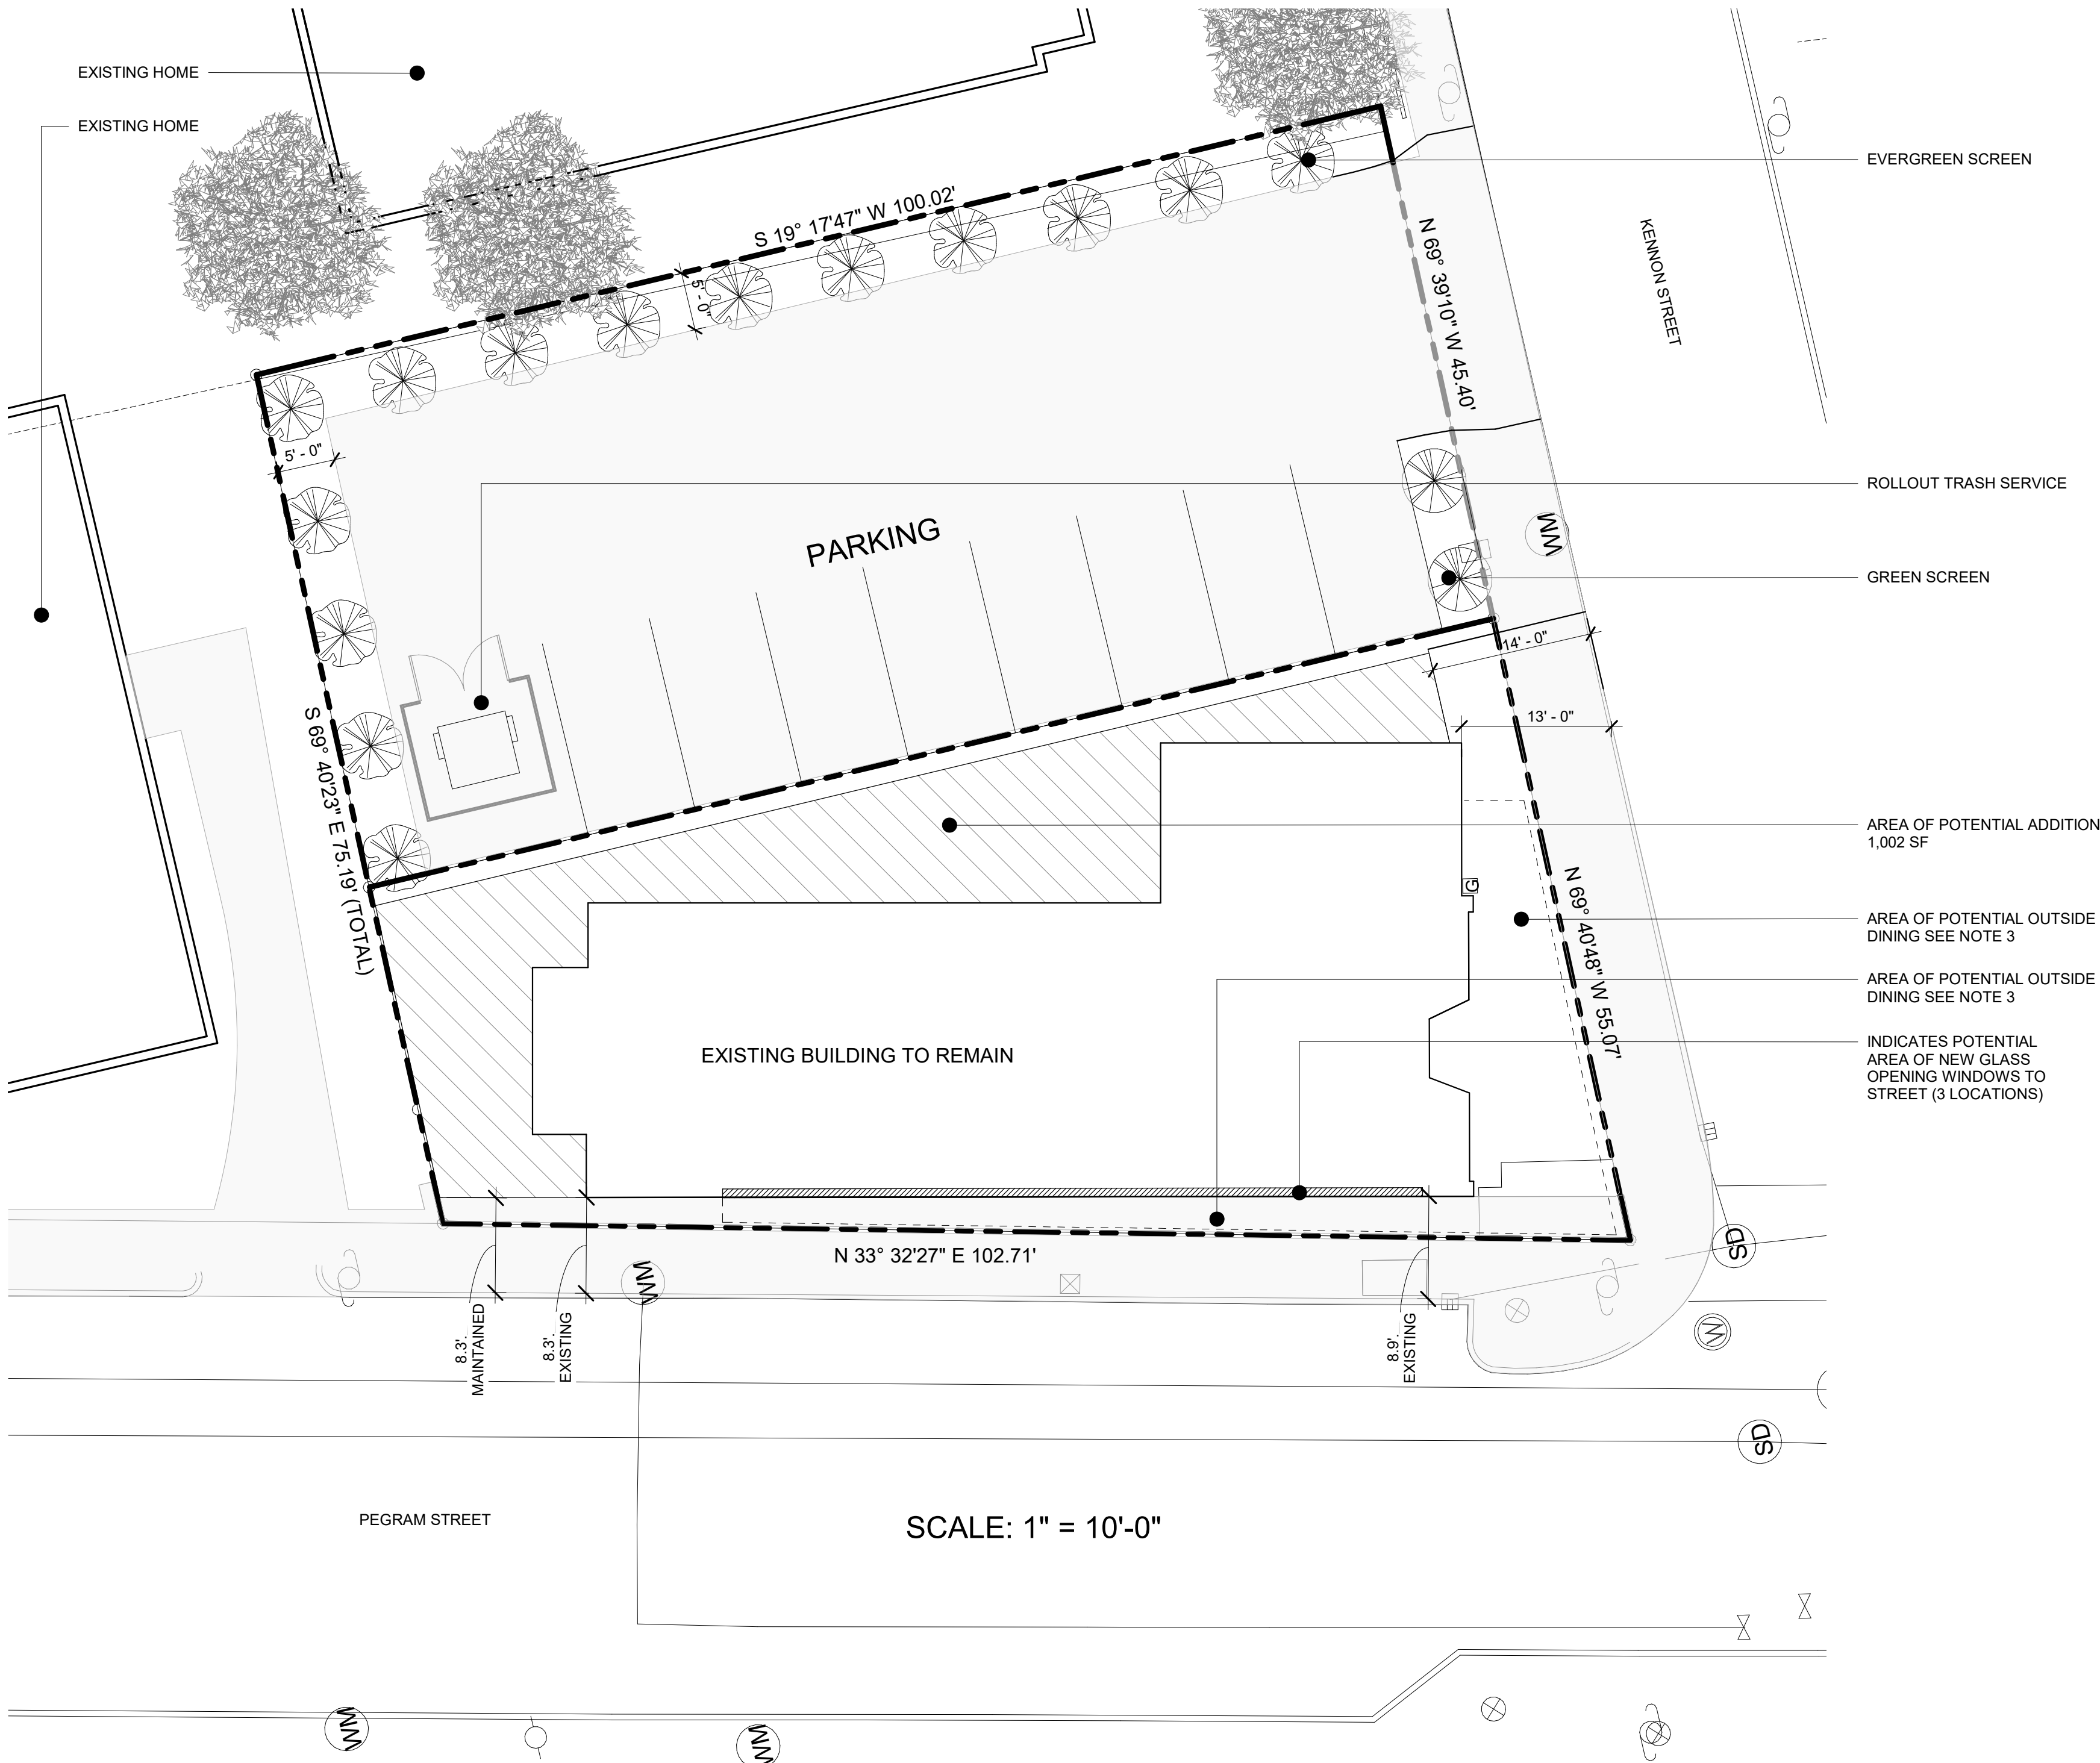 EXISTING HOME
EXISTING HOME
EVERGREEN SCREEN
S 19° 17'47" W 100.02'
N 69° 39'10" W 45.40'
KENNON STREET
5' - 0"
5' - 0"
ROLLOUT TRASH SERVICE
PARKING
WM
GREEN SCREEN
14' - 0"
13' - 0"
S 69° 40'23" E 75.19' (TOTAL)
AREA OF POTENTIAL ADDITION
1,002 SF
G
N 69° 40'48" W 55.07'
AREA OF POTENTIAL OUTSIDE
DINING SEE NOTE 3
AREA OF POTENTIAL OUTSIDE
DINING SEE NOTE 3
EXISTING BUILDING TO REMAIN
INDICATES POTENTIAL
AREA OF NEW GLASS
OPENING WINDOWS TO
STREET (3 LOCATIONS)
N 33° 32'27" E 102.71'
SD
WM
W
8.3'.
MAINTAINED
8.3'.
EXISTING
8.9'.
EXISTING
SD
PEGRAM STREET
SCALE: 1" = 10'-0"
WM
WM